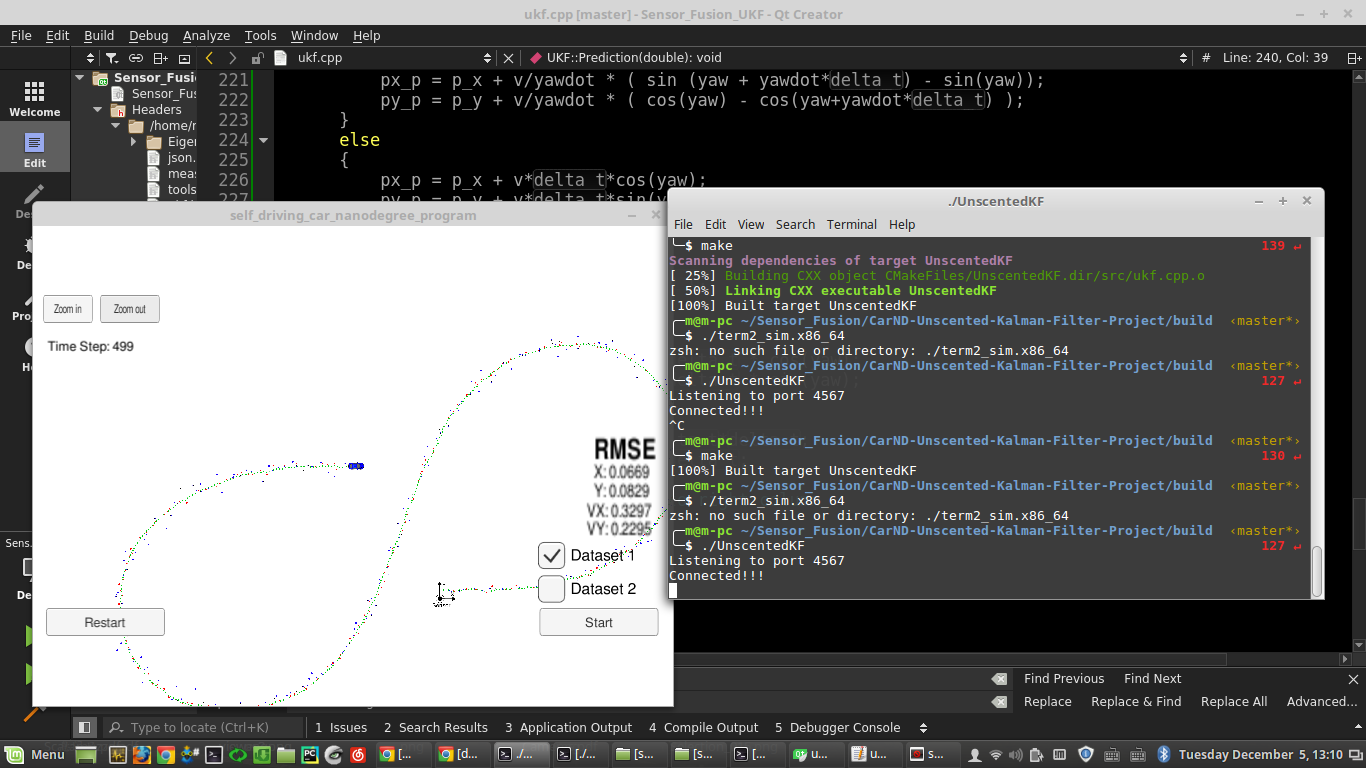 ukf.cpp [master] - Sensor_Fusion_UKF - Qt Creator
File Edit Build Debug Analyze Tools Window Help
ukf.cpp
UKF::Prediction(double): void
# Line: 240, Col: 39
Welcome
Edit
Sensor_Fusi
Sensor_Fus
Headers
/home/r
Eiger
json.
meas
tools
221 px_p = p_x + v/yawdot * ( sin (yaw + yawdot*delta_t) - sin(yaw));
222 py_p = p_y + v/yawdot * ( cos(yaw) - cos(yaw+yawdot*delta_t) );
223 }
224 else
225 {
226 px_p = p_x + v*delta_t*cos(yaw);
self_driving_car_nanodegree_program
Zoom in Zoom out
Time Step: 499
RMSE
X: 0.0669
Y: 0.0829
VX: 0.3297
VY: 0.2295
Dataset 1
Dataset 2
Restart
Start
./UnscentedKF
File Edit View Search Terminal Help
╰─$ make 139 ↵
Scanning dependencies of target UnscentedKF
[ 25%] Building CXX object CMakeFiles/UnscentedKF.dir/src/ukf.cpp.o
[ 50%] Linking CXX executable UnscentedKF
[100%] Built target UnscentedKF
╭─m@m-pc ~/Sensor_Fusion/CarND-Unscented-Kalman-Filter-Project/build ‹master*›
╰─$ ./term2_sim.x86_64
zsh: no such file or directory: ./term2_sim.x86_64
╭─m@m-pc ~/Sensor_Fusion/CarND-Unscented-Kalman-Filter-Project/build ‹master*›
╰─$ ./UnscentedKF 127 ↵
Listening to port 4567
Connected!!!
^C
╭─m@m-pc ~/Sensor_Fusion/CarND-Unscented-Kalman-Filter-Project/build ‹master*›
╰─$ make 130 ↵
[100%] Built target UnscentedKF
╭─m@m-pc ~/Sensor_Fusion/CarND-Unscented-Kalman-Filter-Project/build ‹master*›
╰─$ ./term2_sim.x86_64
zsh: no such file or directory: ./term2_sim.x86_64
╭─m@m-pc ~/Sensor_Fusion/CarND-Unscented-Kalman-Filter-Project/build ‹master*›
╰─$ ./UnscentedKF 127 ↵
Listening to port 4567
Connected!!!
Find Previous Find Next
Replace Replace & Find Replace All Advanced...
Type to locate (Ctrl+K)
1 Issues 2 Search Results 3 Application Output 4 Compile Output 5 Debugger Console
Menu [... [d... ./... [./... [s... [s... [... u... u... s... Tuesday December 5, 13:10